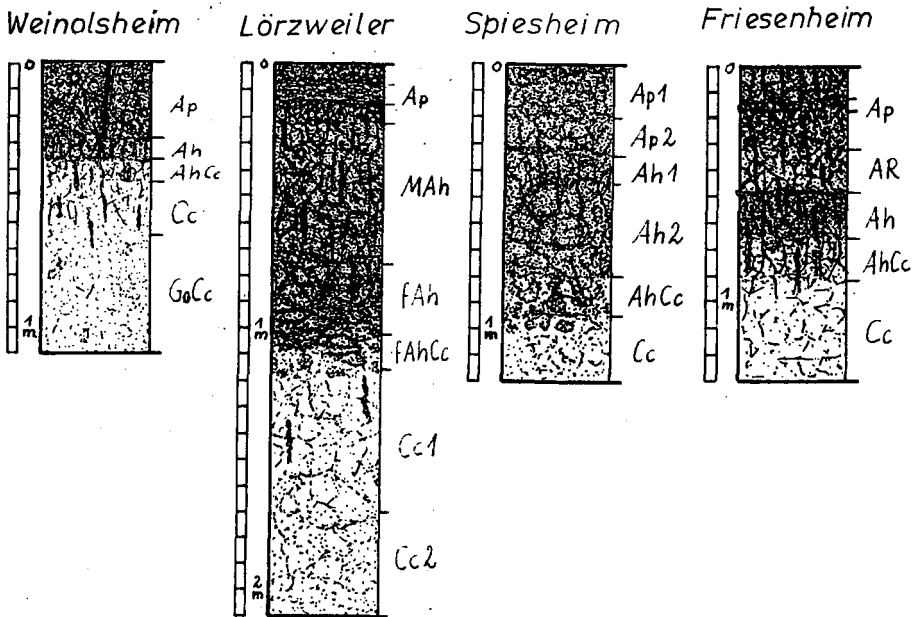 Weinolsheim
0
Ap
Ah
AhCc
Cc
GoCc
1 m
Lörzweiler
0
Ap
MAh
fAh
1 m
fAhCc
Cc1
Cc2
2 m
Spiesheim
0
Ap1
Ap2
Ah1
Ah2
AhCc
1 m
Cc
Friesenheim
0
Ap
AR
Ah
AhCc
1 m
Cc